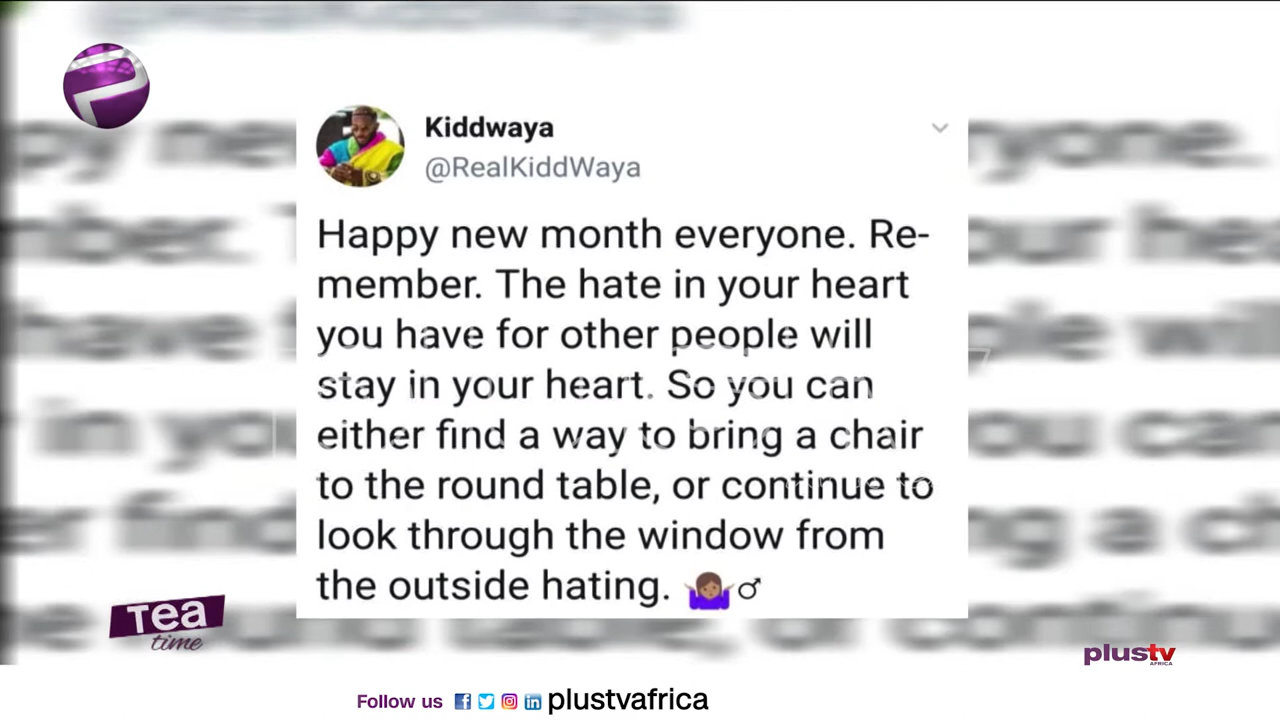 Kiddwaya
@RealKiddWaya
Happy new month everyone. Re-
member. The hate in your heart
you have for other people will
stay in your heart. So you can
either find a way to bring a chair
to the round table, or continue to
look through the window from
the outside hating. 🤷🏽‍♂
Tea
time
plustv
AFRICA
Follow us plustvafrica